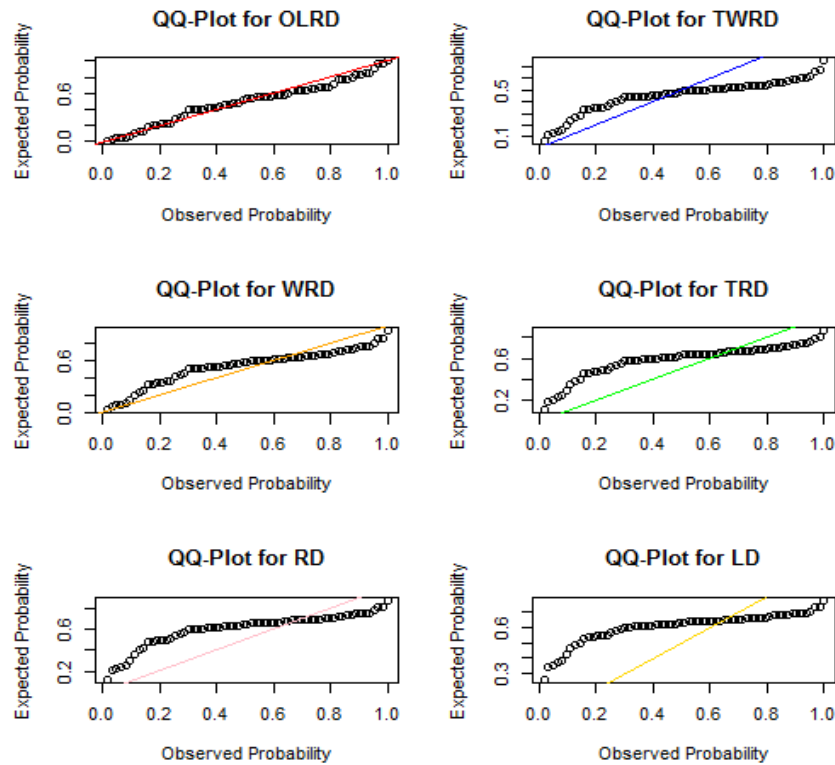 QQ-Plot for OLRD
Expected Probability
0.0 0.6
0.0 0.2 0.4 0.6 0.8 1.0
Observed Probability
QQ-Plot for TWRD
Expected Probability
0.1 0.5
0.0 0.2 0.4 0.6 0.8 1.0
Observed Probability
QQ-Plot for WRD
Expected Probability
0.0 0.6
0.0 0.2 0.4 0.6 0.8 1.0
Observed Probability
QQ-Plot for TRD
Expected Probability
0.2 0.6
0.0 0.2 0.4 0.6 0.8 1.0
Observed Probability
QQ-Plot for RD
Expected Probability
0.2 0.6
0.0 0.2 0.4 0.6 0.8 1.0
Observed Probability
QQ-Plot for LD
Expected Probability
0.3 0.6
0.0 0.2 0.4 0.6 0.8 1.0
Observed Probability